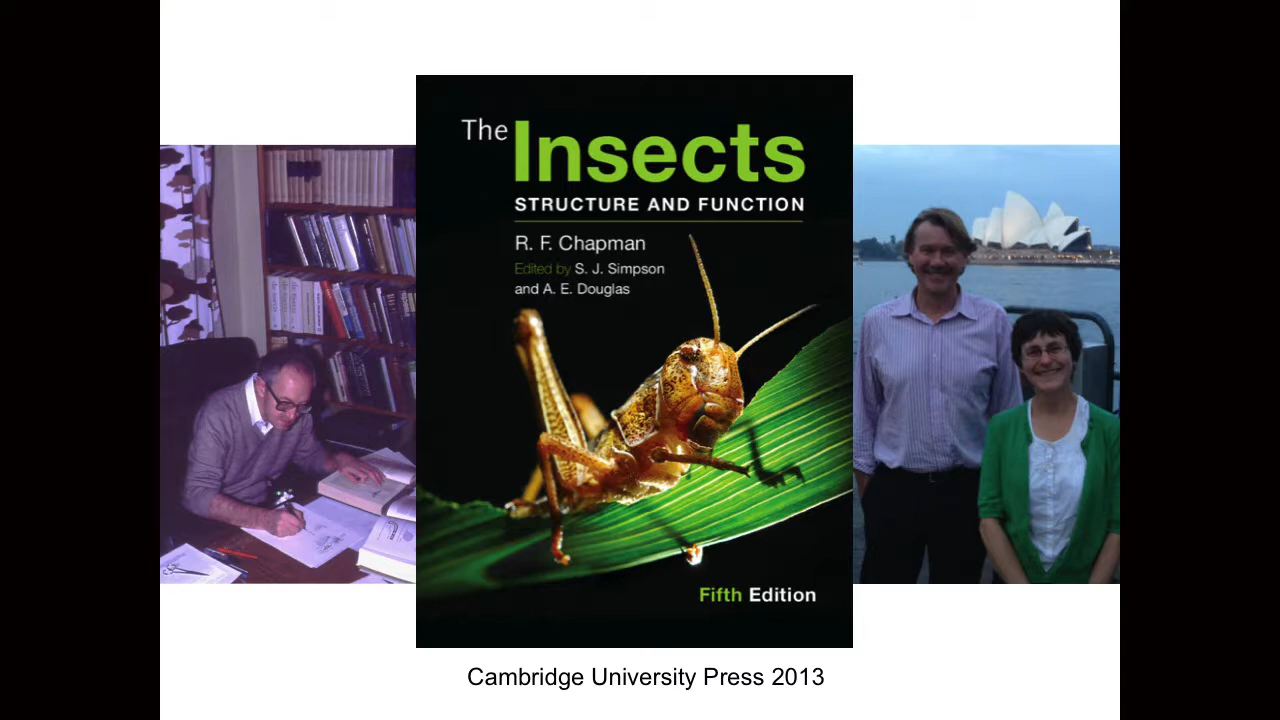 The Insects
STRUCTURE AND FUNCTION
R. F. Chapman
Edited by S. J. Simpson
and A. E. Douglas
Fifth Edition
Cambridge University Press 2013